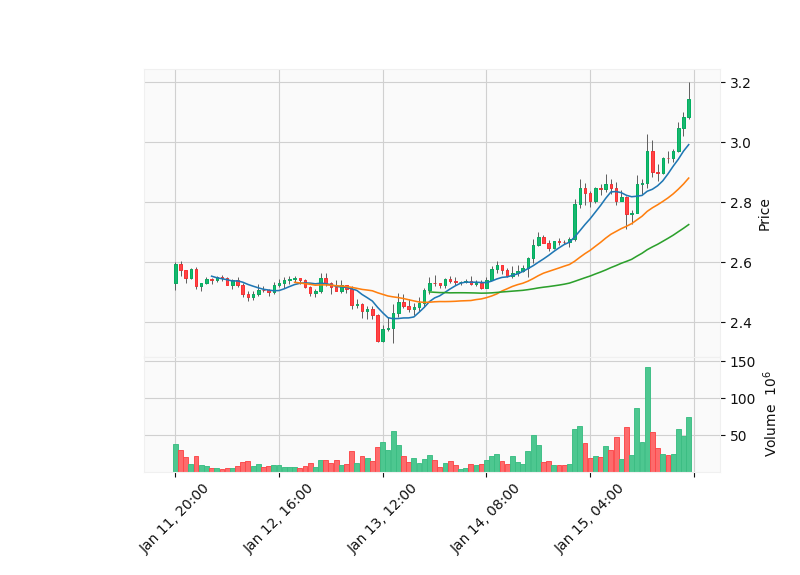 3.2
3.0
2.8
2.6
2.4
Price
150
100
50
Volume 10^6
Jan 11, 20:00
Jan 12, 16:00
Jan 13, 12:00
Jan 14, 08:00
Jan 15, 04:00